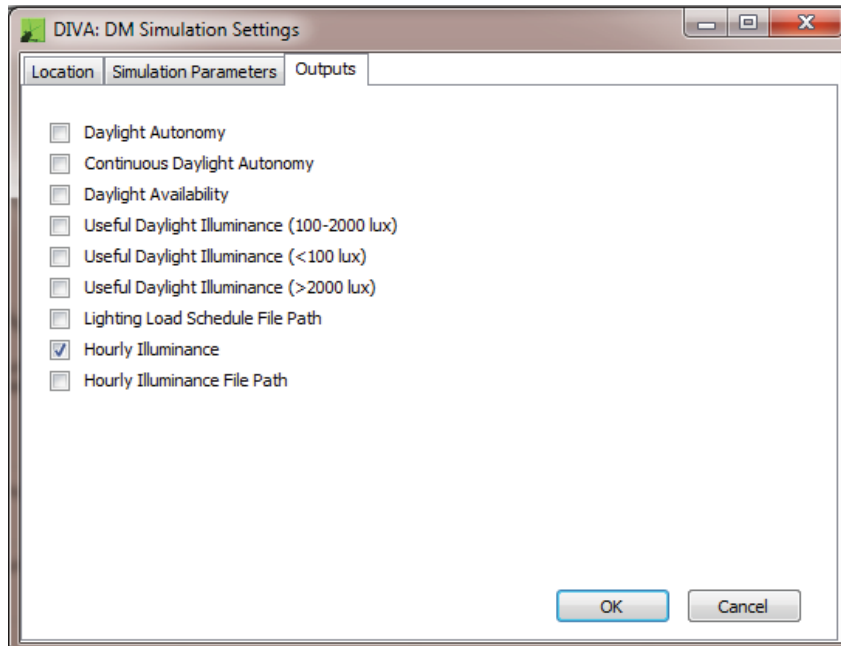 DIVA: DM Simulation Settings
Location Simulation Parameters Outputs
Daylight Autonomy
Continuous Daylight Autonomy
Daylight Availability
Useful Daylight Illuminance (100-2000 lux)
Useful Daylight Illuminance (<100 lux)
Useful Daylight Illuminance (>2000 lux)
Lighting Load Schedule File Path
Hourly Illuminance
Hourly Illuminance File Path
OK Cancel